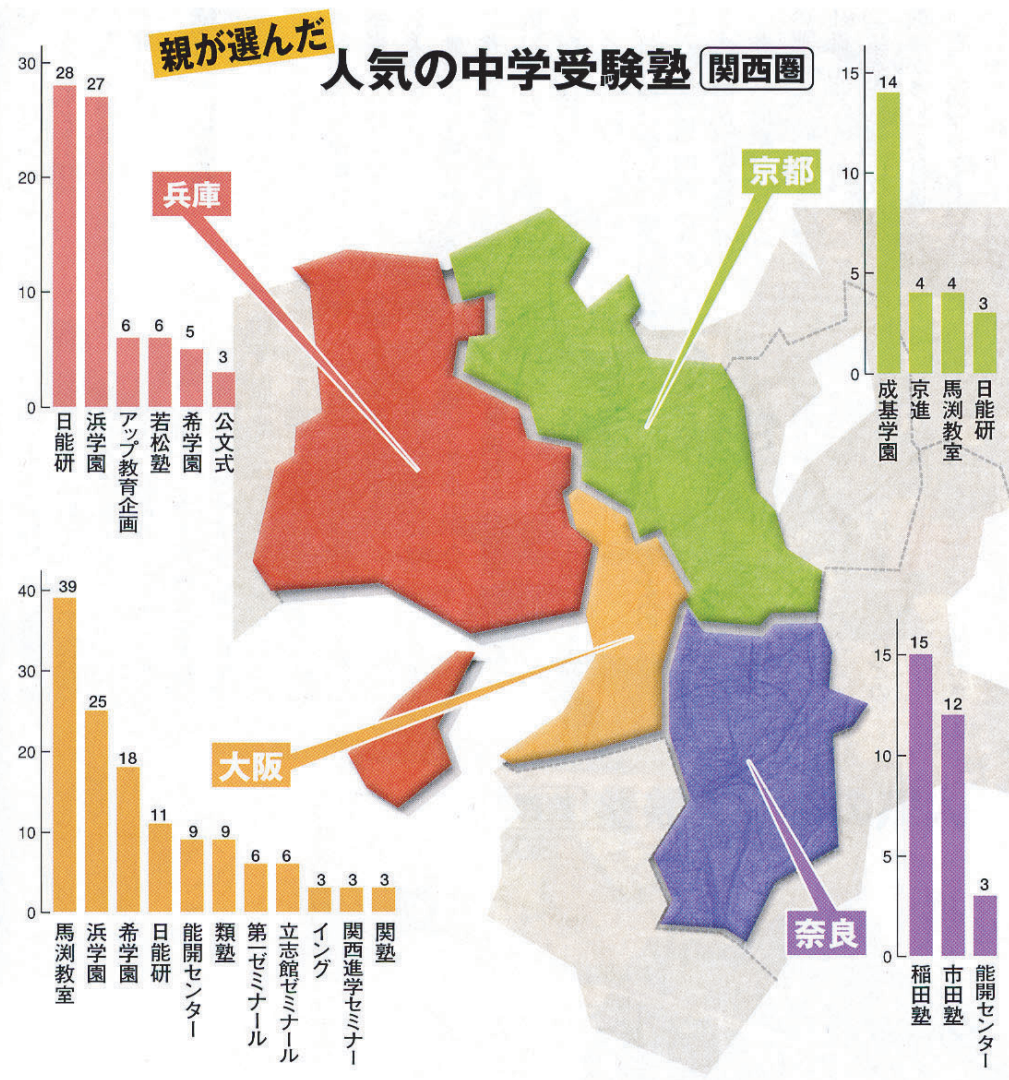 親が選んだ
人気の中学受験塾 関西圏
兵庫
30
20
10
0
28
27
6
6
5
3
日能研
浜学園
アップ教育企画
若松塾
希学園
公文式
京都
15
10
5
0
14
4
4
3
成基学園
京進
馬渕教室
日能研
大阪
40
30
20
10
0
39
25
18
11
9
9
6
6
3
3
3
馬渕教室
浜学園
希学園
日能研
能開センター
類塾
第一ゼミナール
立志館ゼミナール
イング
関西進学セミナー
関塾
奈良
15
10
5
0
15
12
3
稲田塾
市田塾
能開センター